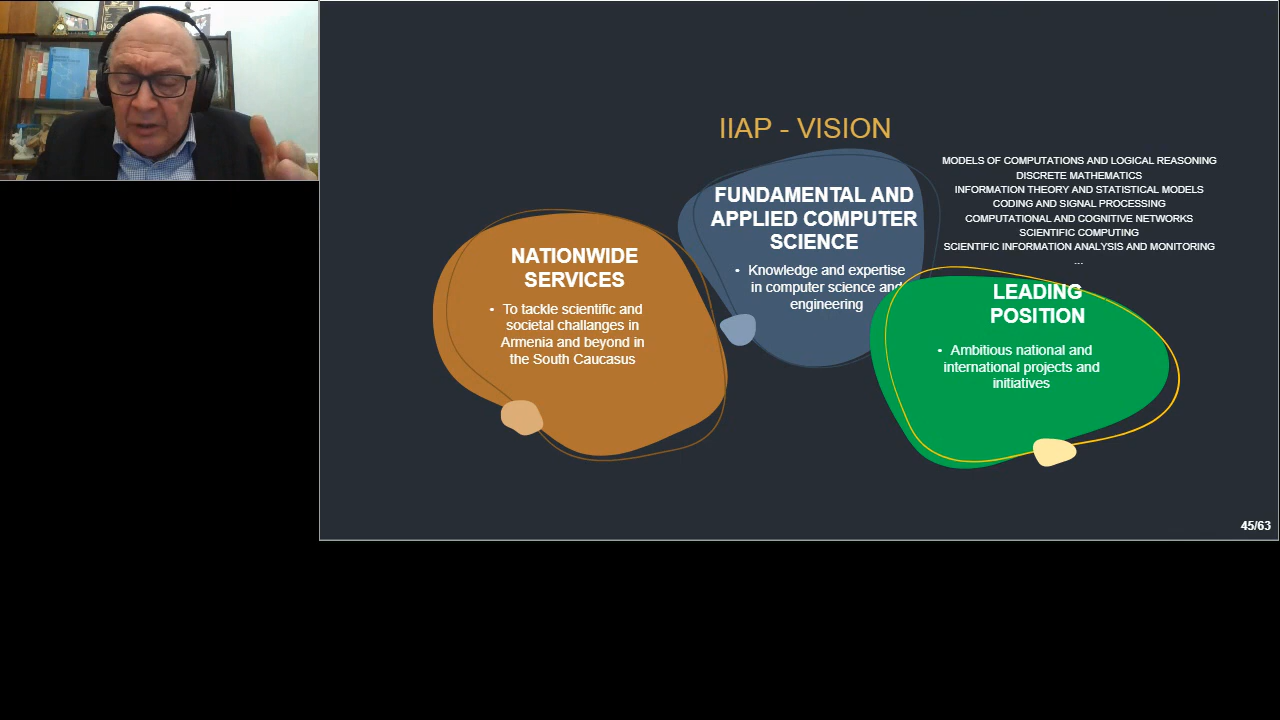 IIAP - VISION
NATIONWIDE
SERVICES
• To tackle scientific and
societal challanges in
Armenia and beyond in
the South Caucasus
FUNDAMENTAL AND
APPLIED COMPUTER
SCIENCE
• Knowledge and expertise
in computer science and
engineering
MODELS OF COMPUTATIONS AND LOGICAL REASONING
DISCRETE MATHEMATICS
INFORMATION THEORY AND STATISTICAL MODELS
CODING AND SIGNAL PROCESSING
COMPUTATIONAL AND COGNITIVE NETWORKS
SCIENTIFIC COMPUTING
SCIENTIFIC INFORMATION ANALYSIS AND MONITORING
...
LEADING
POSITION
• Ambitious national and
international projects and
initiatives
45/63